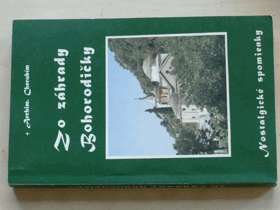 + Archim. Cherubim
Zo záhrady
Bohorodičky
Nostalgické spomienky